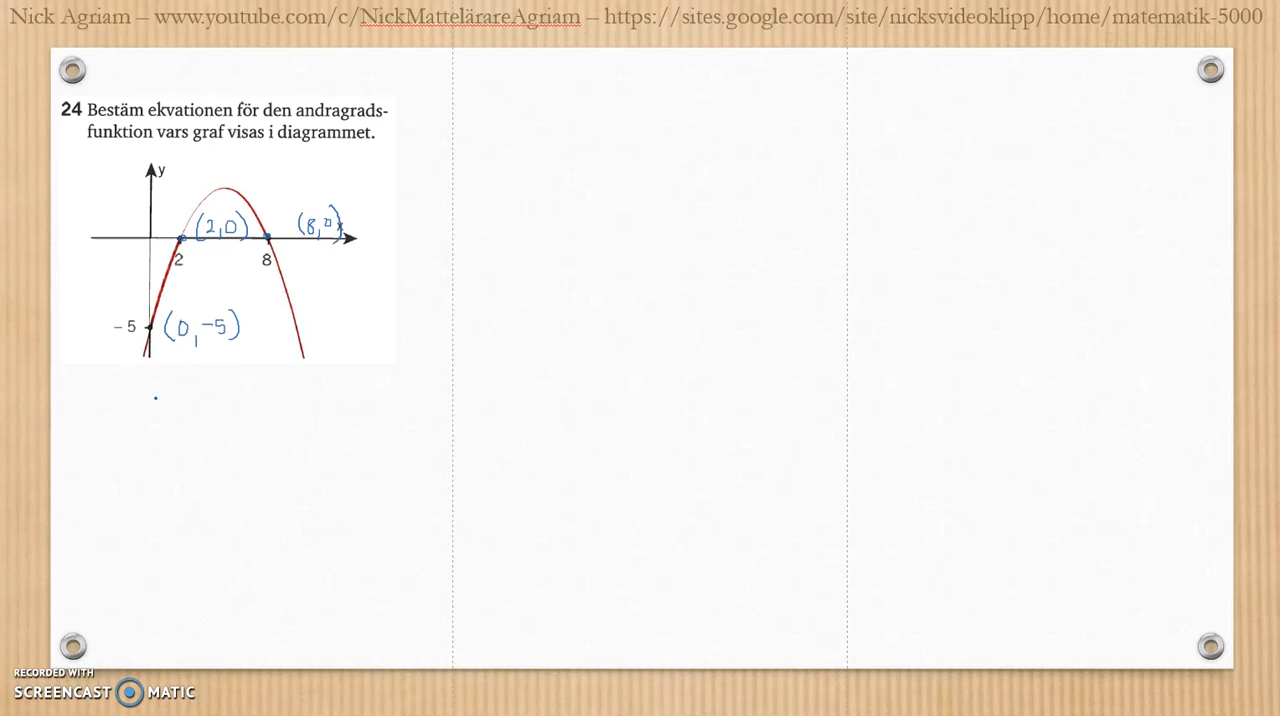 Nick Agriam – www.youtube.com/c/NickMattelärareAgriam – https://sites.google.com/site/nicksvideoklipp/home/matematik-5000
24 Bestäm ekvationen för den andragrads-
funktion vars graf visas i diagrammet.
y
(2,0) (8,0) x
2 8
–5 (0,-5)
RECORDED WITH
SCREENCAST MATIC